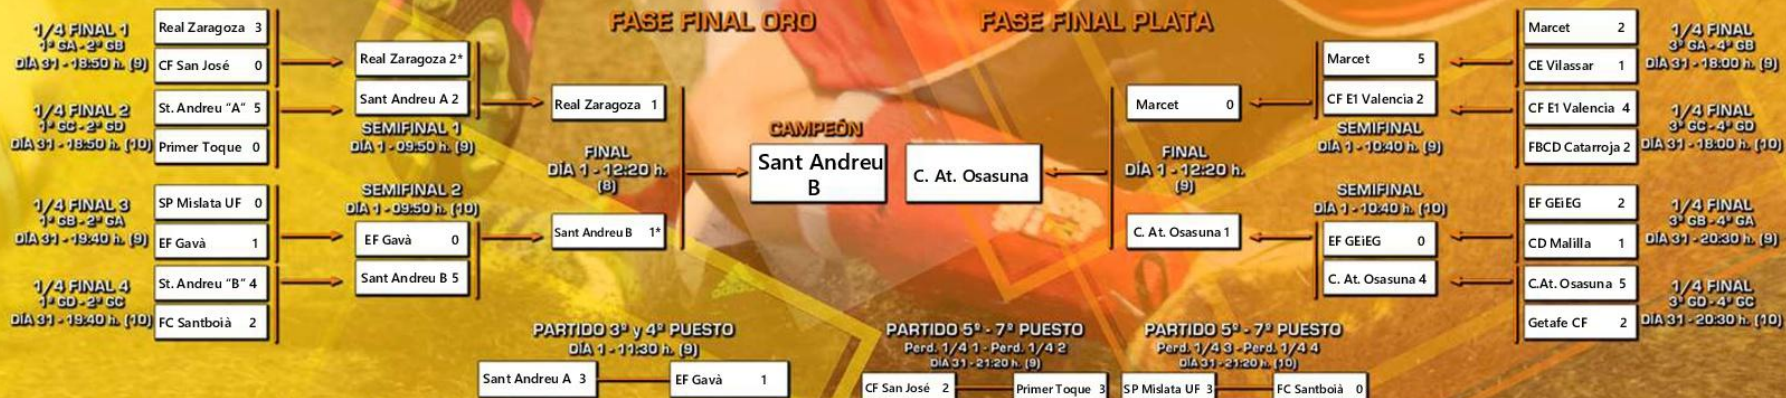 FASE FINAL ORO
1/4 FINAL 1
1º GA - 2º GB
DÍA 31 - 18:50 h. (9)
Real Zaragoza 3
CF San José 0
1/4 FINAL 2
1º GC - 2º GD
DÍA 31 - 18:50 h. (10)
St. Andreu "A" 5
Primer Toque 0
1/4 FINAL 3
1º GB - 2º GA
DÍA 31 - 19:40 h. (9)
SP Mislata UF 0
EF Gavà 1
1/4 FINAL 4
1º GD - 2º GC
DÍA 31 - 19:40 h. (10)
St. Andreu "B" 4
FC Santboià 2
Real Zaragoza 2*
Sant Andreu A 2
SEMIFINAL 1
DÍA 1 - 09:50 h. (9)
SEMIFINAL 2
DÍA 1 - 09:50 h. (10)
EF Gavà 0
Sant Andreu B 5
Real Zaragoza 1
FINAL
DÍA 1 - 12:20 h.
(8)
Sant Andreu B 1*
CAMPEÓN
Sant Andreu
B
FASE FINAL PLATA
C. At. Osasuna
Marcet 0
FINAL
DÍA 1 - 12:20 h.
(9)
C. At. Osasuna 1
Marcet 5
CF E1 Valencia 2
SEMIFINAL
DÍA 1 - 10:40 h. (9)
SEMIFINAL
DÍA 1 - 10:40 h. (10)
EF GEiEG 0
C. At. Osasuna 4
Marcet 2
CE Vilassar 1
1/4 FINAL
3º GA - 4º GB
DÍA 31 - 18:00 h. (9)
CF E1 Valencia 4
FBCD Catarroja 2
1/4 FINAL
3º GC - 4º GD
DÍA 31 - 18:00 h. (10)
EF GEiEG 2
CD Malilla 1
1/4 FINAL
3º GB - 4º GA
DÍA 31 - 20:30 h. (9)
C.At. Osasuna 5
Getafe CF 2
1/4 FINAL
3º GD - 4º GC
DÍA 31 - 20:30 h. (10)
PARTIDO 3º y 4º PUESTO
DÍA 1 - 11:30 h. (9)
Sant Andreu A 3
EF Gavà 1
PARTIDO 5º - 7º PUESTO
Perd. 1/4 1 - Perd. 1/4 2
DÍA 31 - 21:20 h. (9)
CF San José 2
Primer Toque 3
PARTIDO 5º - 7º PUESTO
Perd. 1/4 3 - Perd. 1/4 4
DÍA 31 - 21:20 h. (10)
SP Mislata UF 3
FC Santboià 0